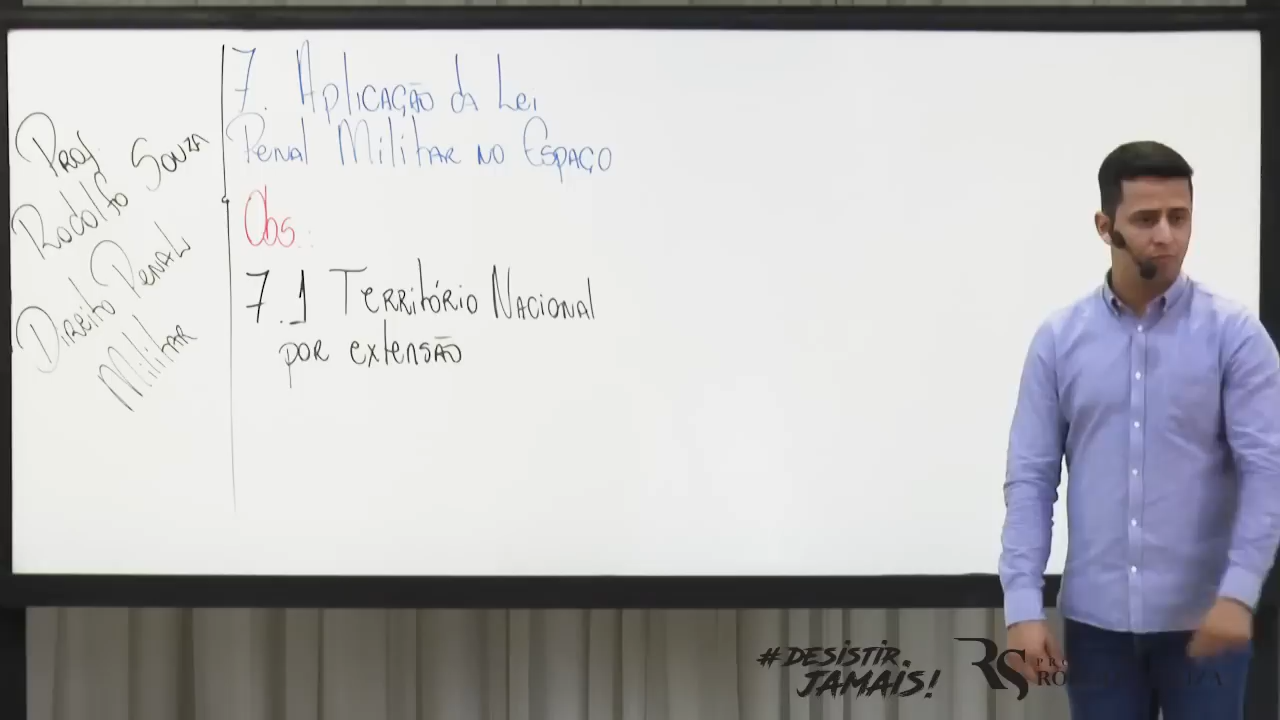 Prof.
Rodolfo Souza
Direito Penal
Militar
7. Aplicação da Lei
Penal Militar no Espaço
Obs.:
7.1 Território Nacional
por extensão
#DESISTIR
JAMAIS!
RS